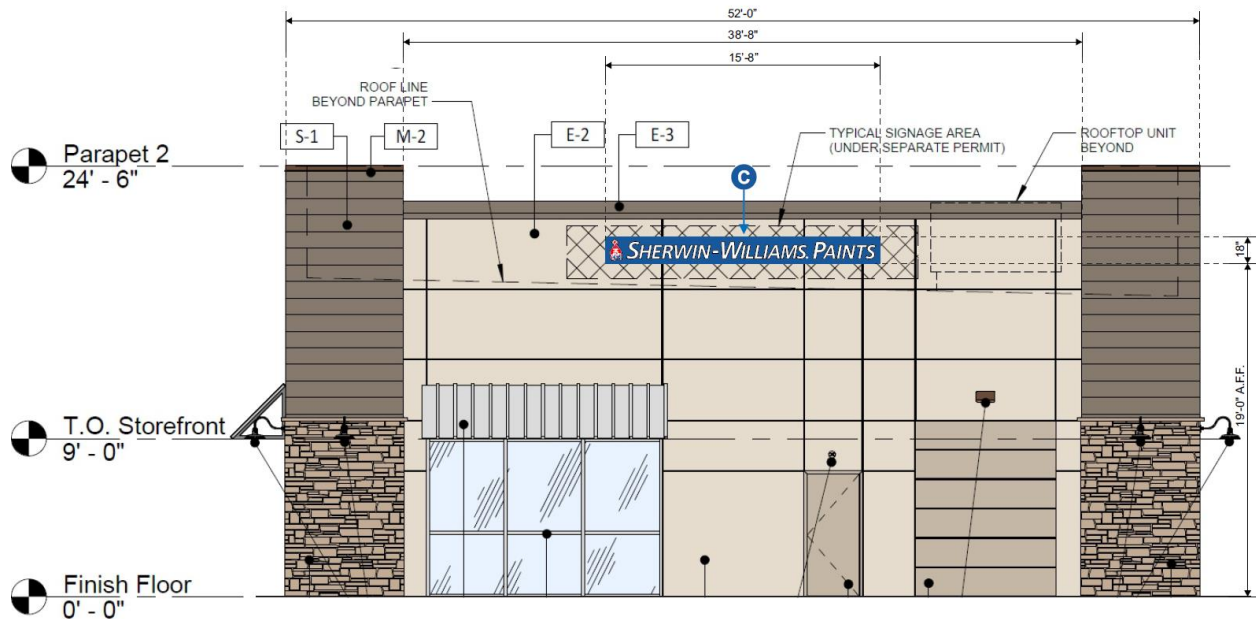 52'-0"
38'-8"
15'-8"
ROOF LINE
BEYOND PARAPET
S-1
M-2
E-2
E-3
TYPICAL SIGNAGE AREA
(UNDER SEPARATE PERMIT)
ROOFTOP UNIT
BEYOND
Parapet 2
24' - 6"
C
SHERWIN-WILLIAMS. PAINTS
18"
19'-0" A.F.F.
T.O. Storefront
9' - 0"
Finish Floor
0' - 0"